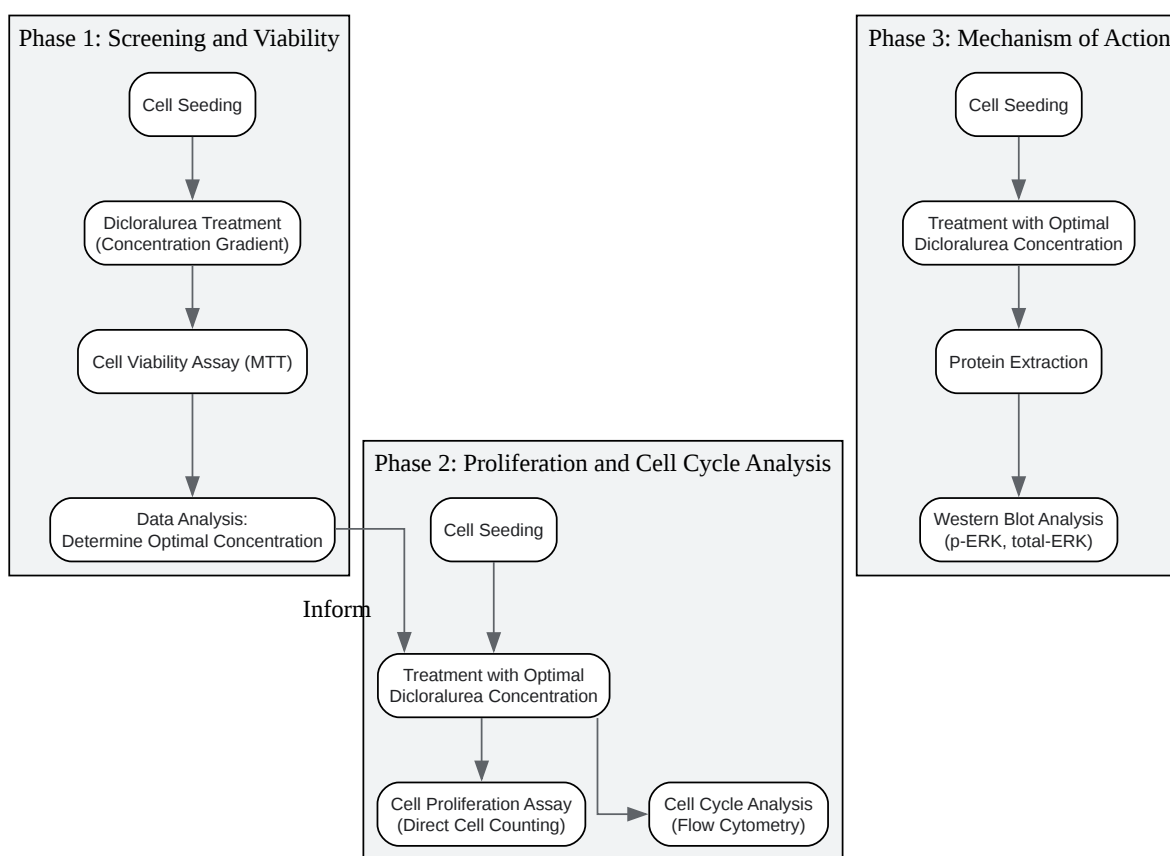 Phase 1: Screening and Viability
Cell Seeding
Dicloralurea Treatment
(Concentration Gradient)
Cell Viability Assay (MTT)
Data Analysis:
Determine Optimal Concentration
Inform
Phase 2: Proliferation and Cell Cycle Analysis
Cell Seeding
Treatment with Optimal
Dicloralurea Concentration
Cell Proliferation Assay
(Direct Cell Counting)
Cell Cycle Analysis
(Flow Cytometry)
Phase 3: Mechanism of Action
Cell Seeding
Treatment with Optimal
Dicloralurea Concentration
Protein Extraction
Western Blot Analysis
(p-ERK, total-ERK)